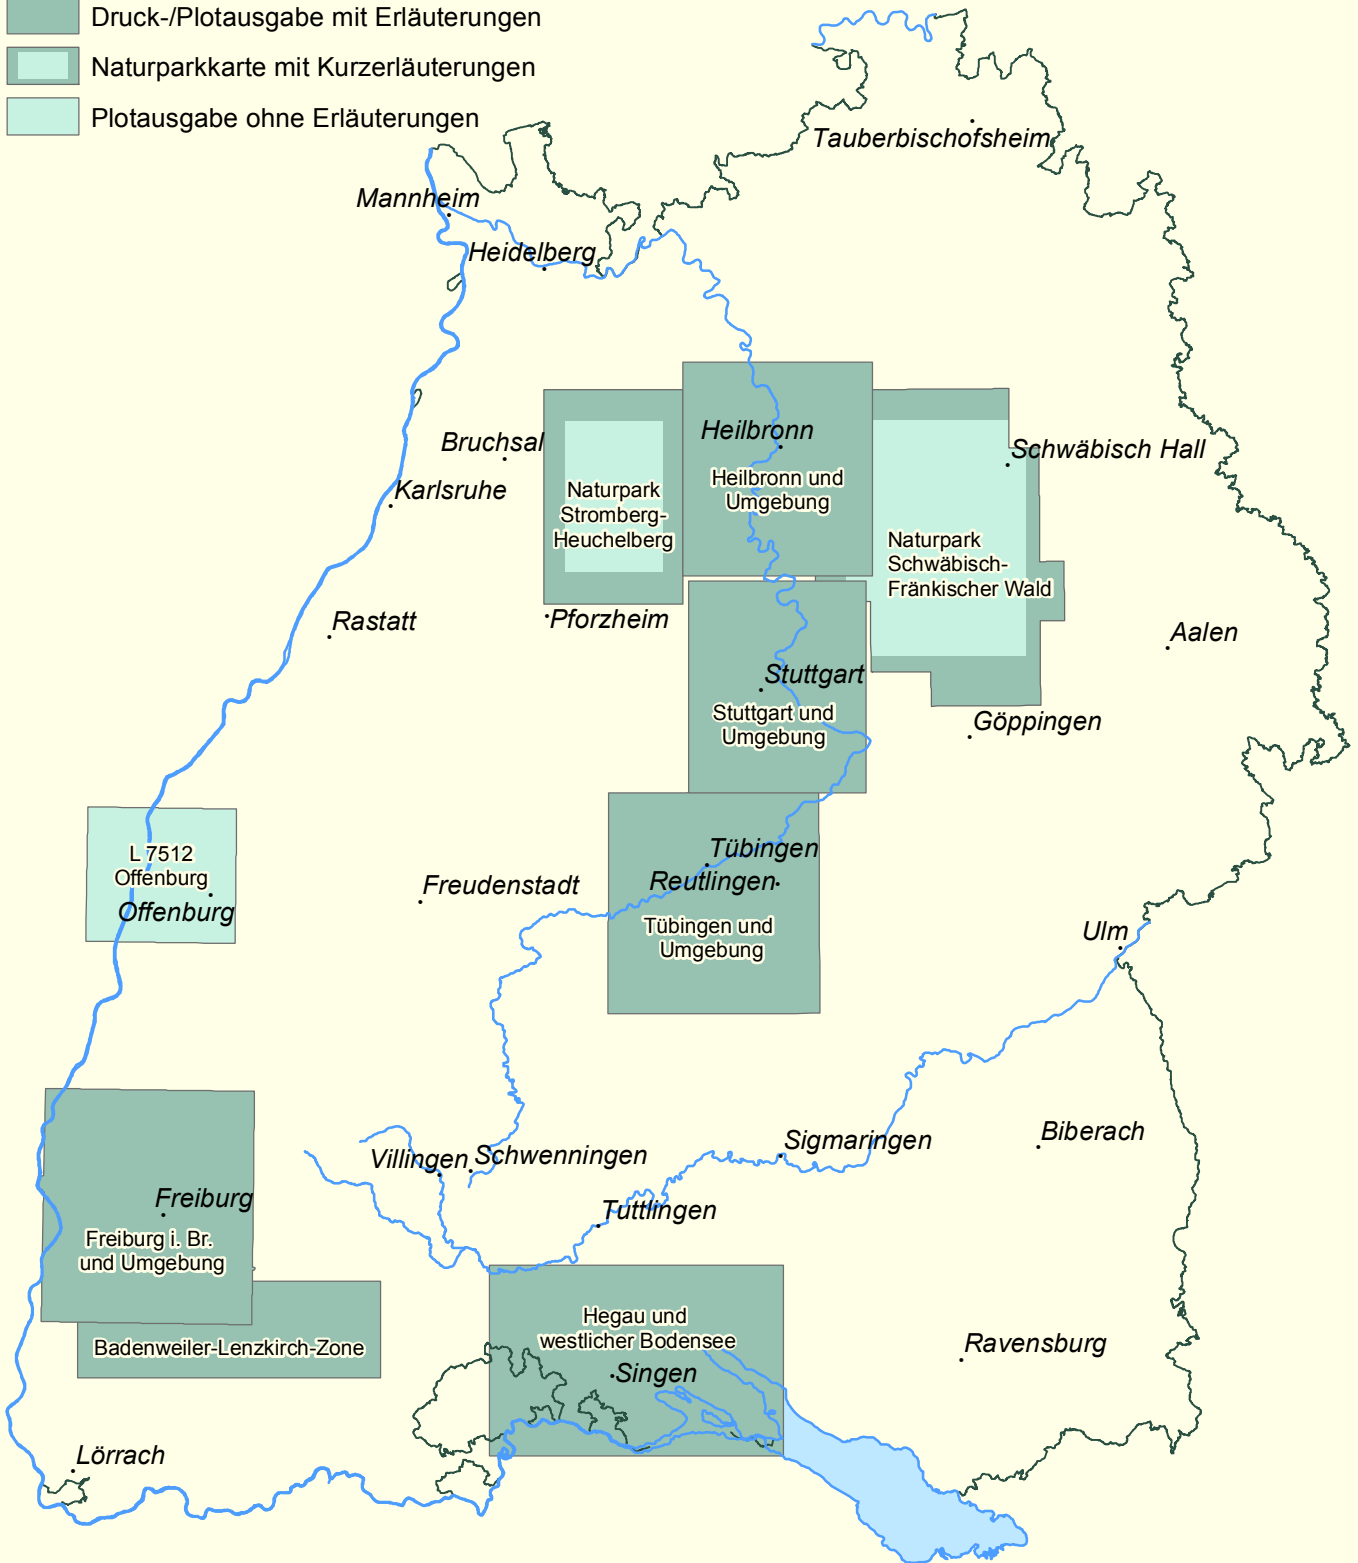 Druck-/Plotausgabe mit Erläuterungen
Naturparkkarte mit Kurzerläuterungen
Plotausgabe ohne Erläuterungen
Tauberbischofsheim
Mannheim
Heidelberg
Heilbronn
Bruchsal
Schwäbisch Hall
Heilbronn und
Umgebung
Karlsruhe
Naturpark
Stromberg-
Heuchelberg
Naturpark
Schwäbisch-
Fränkischer Wald
Rastatt
Pforzheim
Aalen
Stuttgart
Stuttgart und
Umgebung
Göppingen
L 7512
Offenburg
Offenburg
Tübingen
Freudenstadt
Reutlingen
Tübingen und
Umgebung
Ulm
Sigmaringen
Biberach
Villingen
Schwenningen
Freiburg
Tuttlingen
Freiburg i. Br.
und Umgebung
Hegau und
westlicher Bodensee
Badenweiler-Lenzkirch-Zone
Ravensburg
Singen
Lörrach